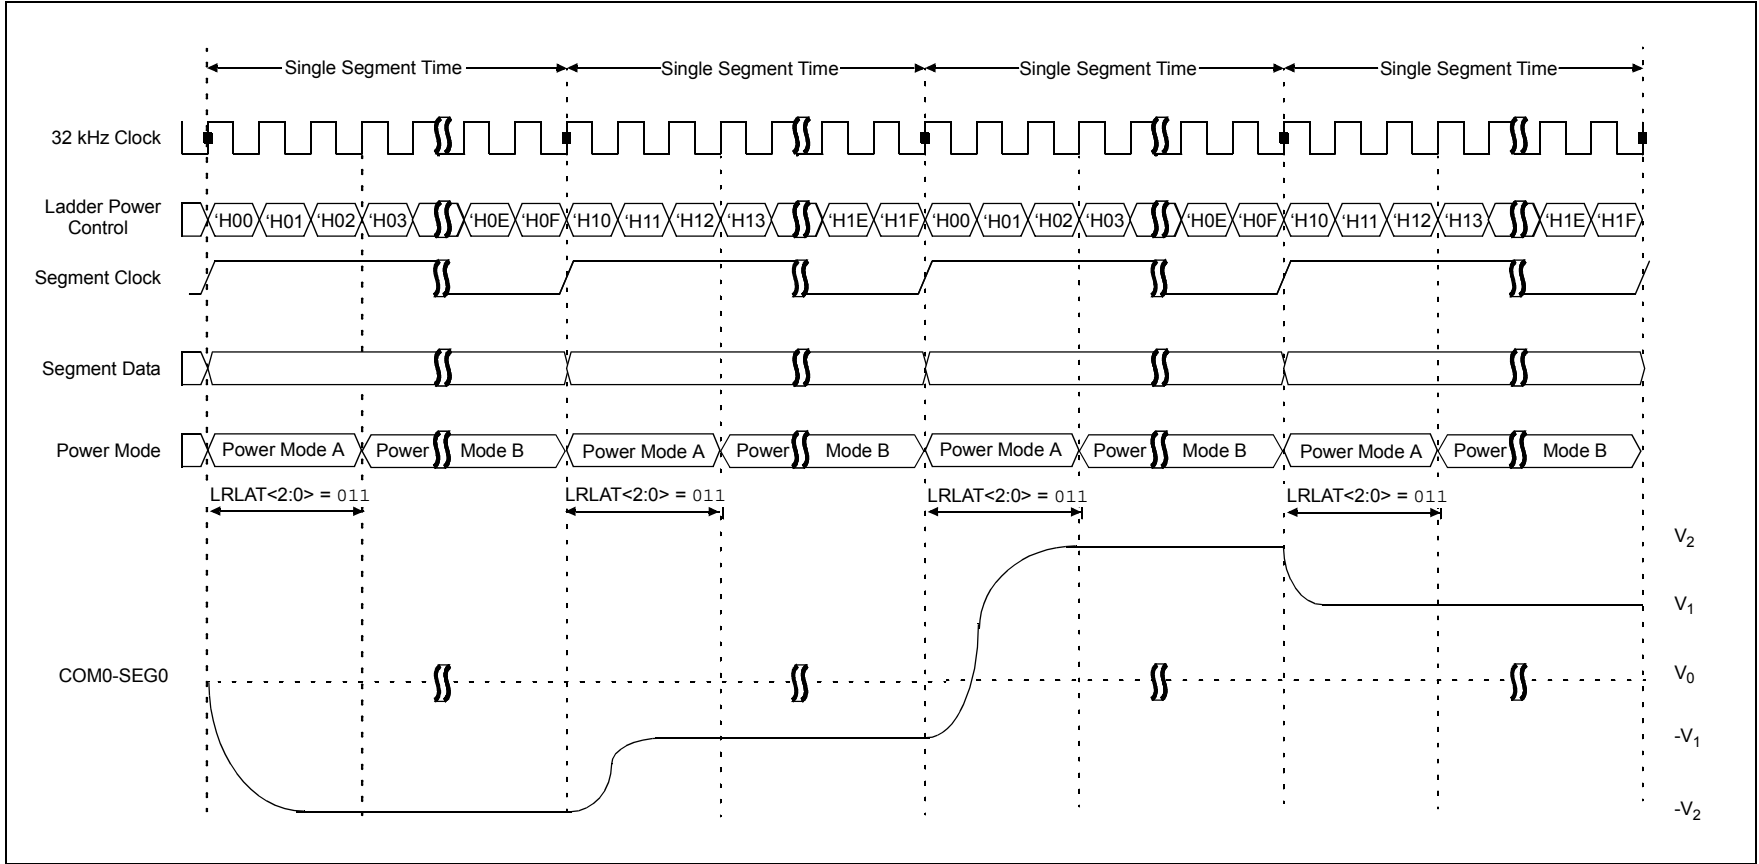 Single Segment Time Single Segment Time Single Segment Time Single Segment Time
32 kHz Clock
Ladder Power
Control
‘H00 ‘H01 ‘H02 ‘H03 ‘H0E ‘H0F ‘H10 ‘H11 ‘H12 ‘H13 ‘H1E ‘H1F ‘H00 ‘H01 ‘H02 ‘H03 ‘H0E ‘H0F ‘H10 ‘H11 ‘H12 ‘H13 ‘H1E ‘H1F
Segment Clock
Segment Data
Power Mode Power Mode A Power Mode B Power Mode A Power Mode B Power Mode A Power Mode B Power Mode A Power Mode B
LRLAT<2:0> = 011 LRLAT<2:0> = 011 LRLAT<2:0> = 011 LRLAT<2:0> = 011
V2
V1
COM0-SEG0 V0
-V1
-V2